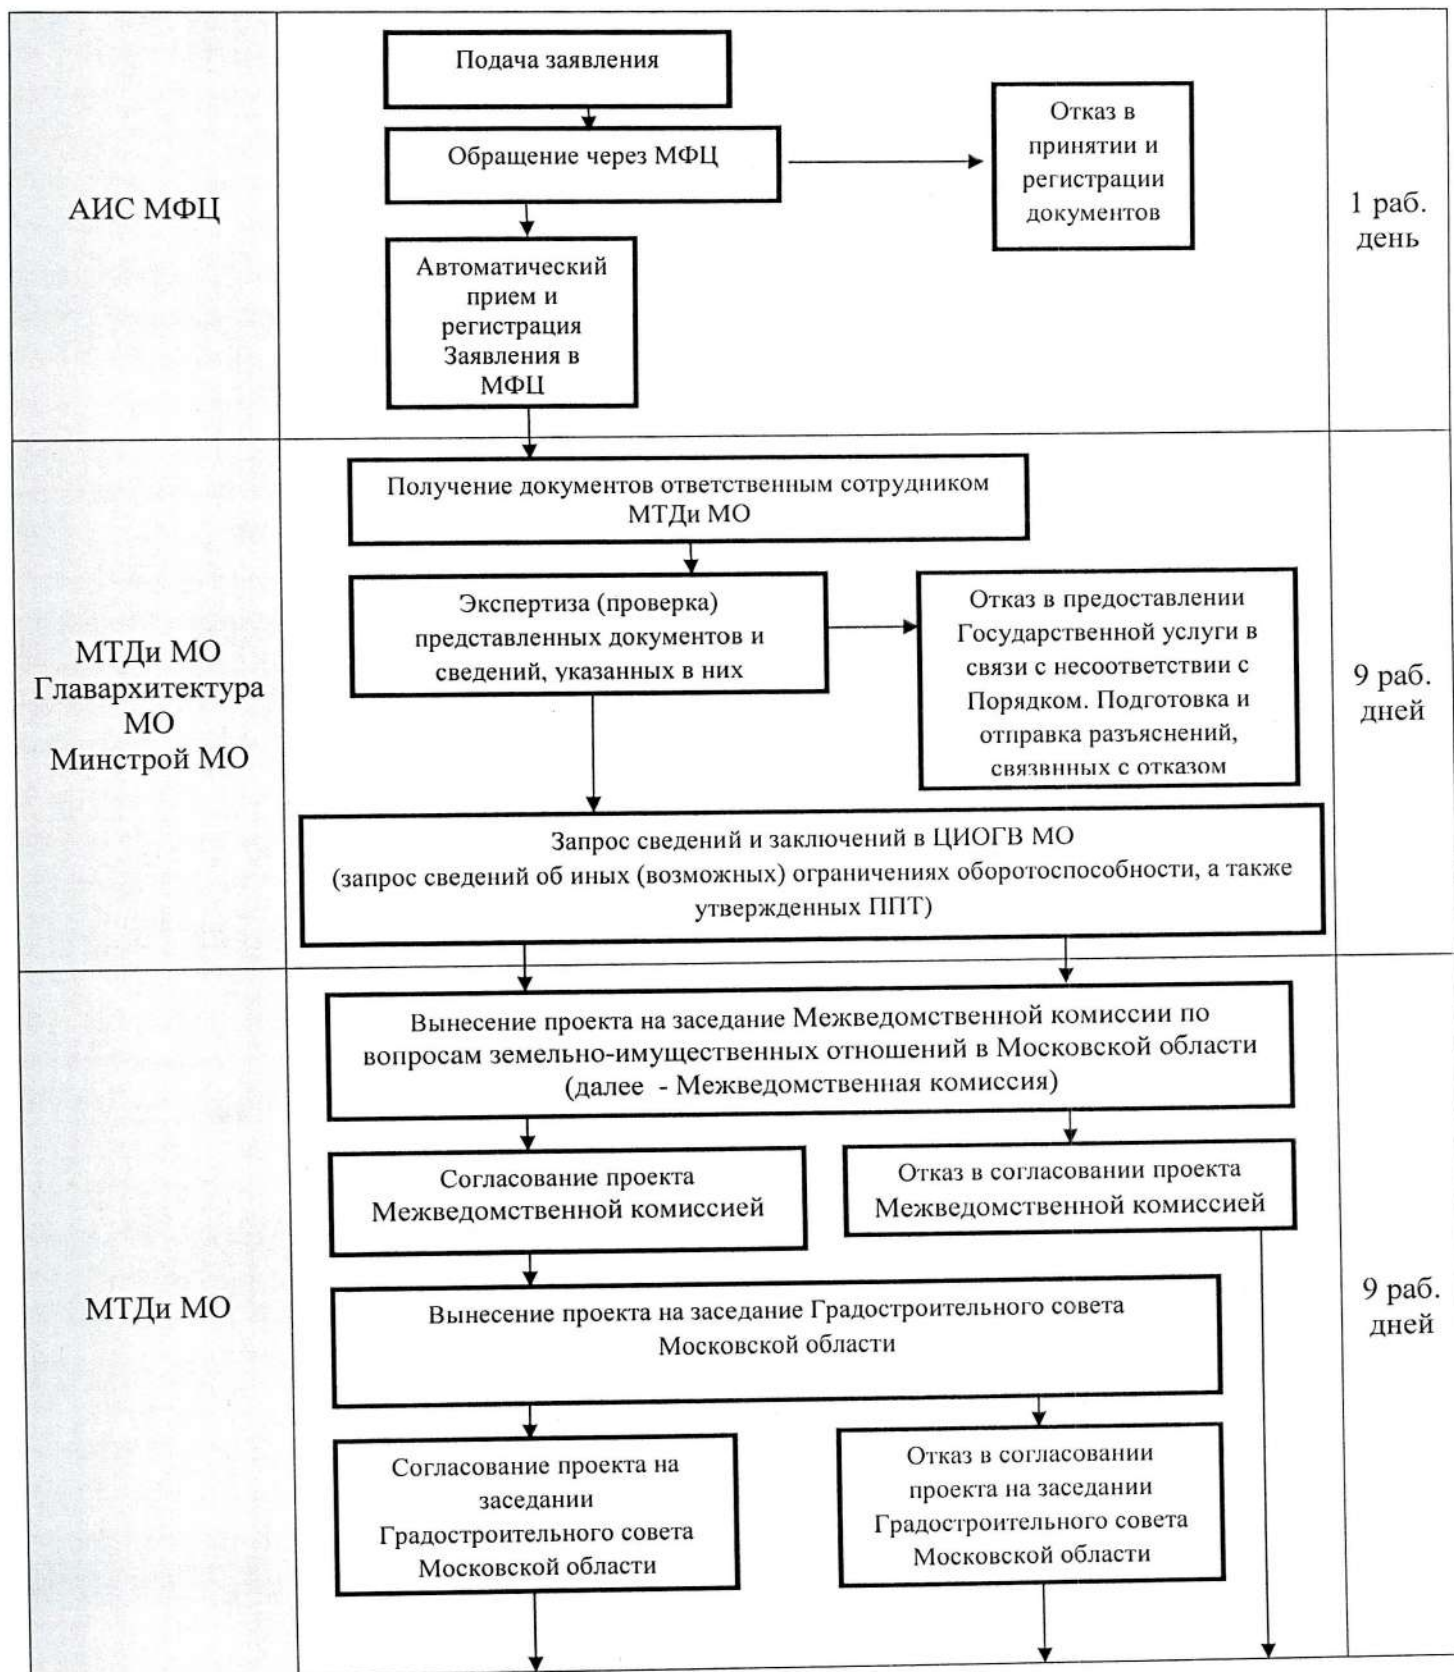 АИС МФЦ
Подача заявления
Обращение через МФЦ
Отказ в
принятии и
регистрации
документов
Автоматический
прием и
регистрация
Заявления в
МФЦ
1 раб.
день
МТДи МО
Главархитектура
МО
Минстрой МО
Получение документов ответственным сотрудником
МТДи МО
Экспертиза (проверка)
представленных документов и
сведений, указанных в них
Отказ в предоставлении
Государственной услуги в
связи с несоответствии с
Порядком. Подготовка и
отправка разъяснений,
связвнных с отказом
Запрос сведений и заключений в ЦИОГВ МО
(запрос сведений об иных (возможных) ограничениях оборотоспособности, а также
утвержденных ППТ)
9 раб.
дней
МТДи МО
Вынесение проекта на заседание Межведомственной комиссии по
вопросам земельно-имущественных отношений в Московской области
(далее - Межведомственная комиссия)
Согласование проекта
Межведомственной комиссией
Отказ в согласовании проекта
Межведомственной комиссией
Вынесение проекта на заседание Градостроительного совета
Московской области
Согласование проекта на
заседании
Градостроительного совета
Московской области
Отказ в согласовании
проекта на заседании
Градостроительного совета
Московской области
9 раб.
дней